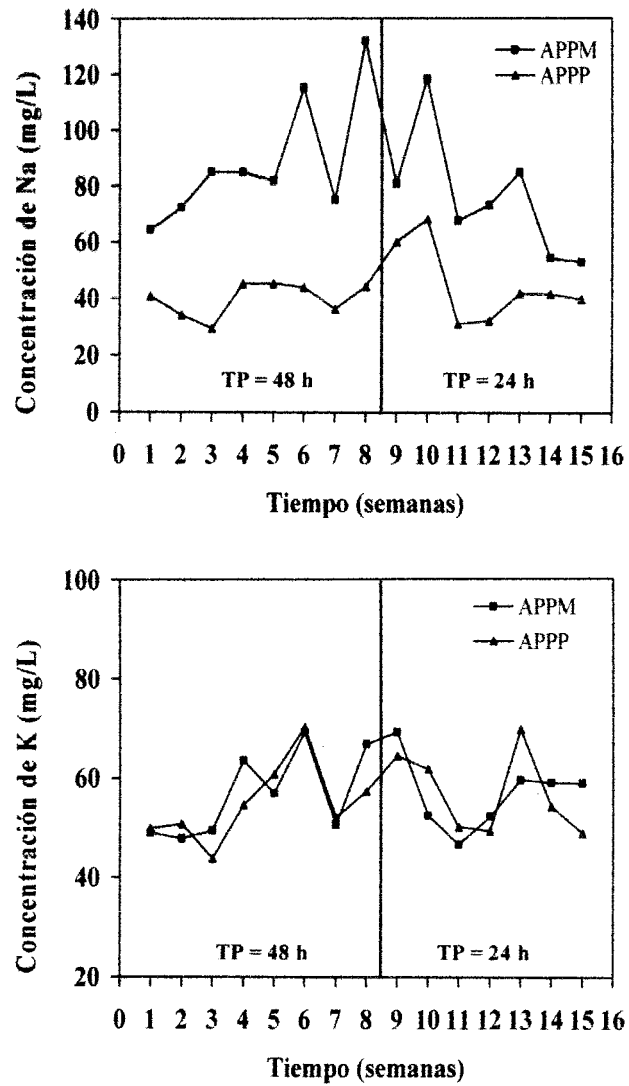 Concentración de Na (mg/L)
140
120
100
80
60
40
20
0
APPM
APPP
TP = 48 h
TP = 24 h
0 1 2 3 4 5 6 7 8 9 10 11 12 13 14 15 16
Tiempo (semanas)
Concentración de K (mg/L)
100
80
60
40
20
APPM
APPP
TP = 48 h
TP = 24 h
0 1 2 3 4 5 6 7 8 9 10 11 12 13 14 15 16
Tiempo (semanas)